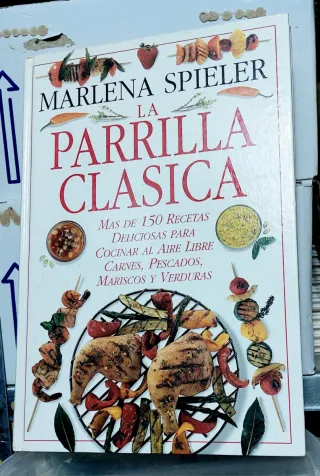 MARLENA SPIELER
LA
PARRILLA
CLASICA
MAS DE 150 RECETAS
DELICIOSAS PARA
COCINAR AL AIRE LIBRE
CARNES, PESCADOS,
MARISCOS Y VERDURAS